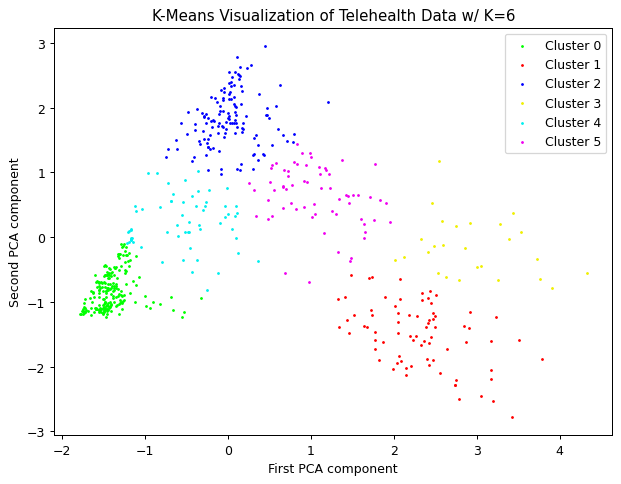 K-Means Visualization of Telehealth Data w/ K=6
Cluster 0
Cluster 1
Cluster 2
Cluster 3
Cluster 4
Cluster 5
3
2
1
0
−1
−2
−3
Second PCA component
−2 −1 0 1 2 3 4
First PCA component